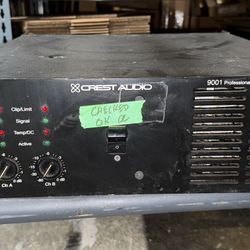 CREST AUDIO
9001 Professional
CHECKED
OK
Clip/Limit
Signal
Temp/DC
Active
Ch A
Ch B